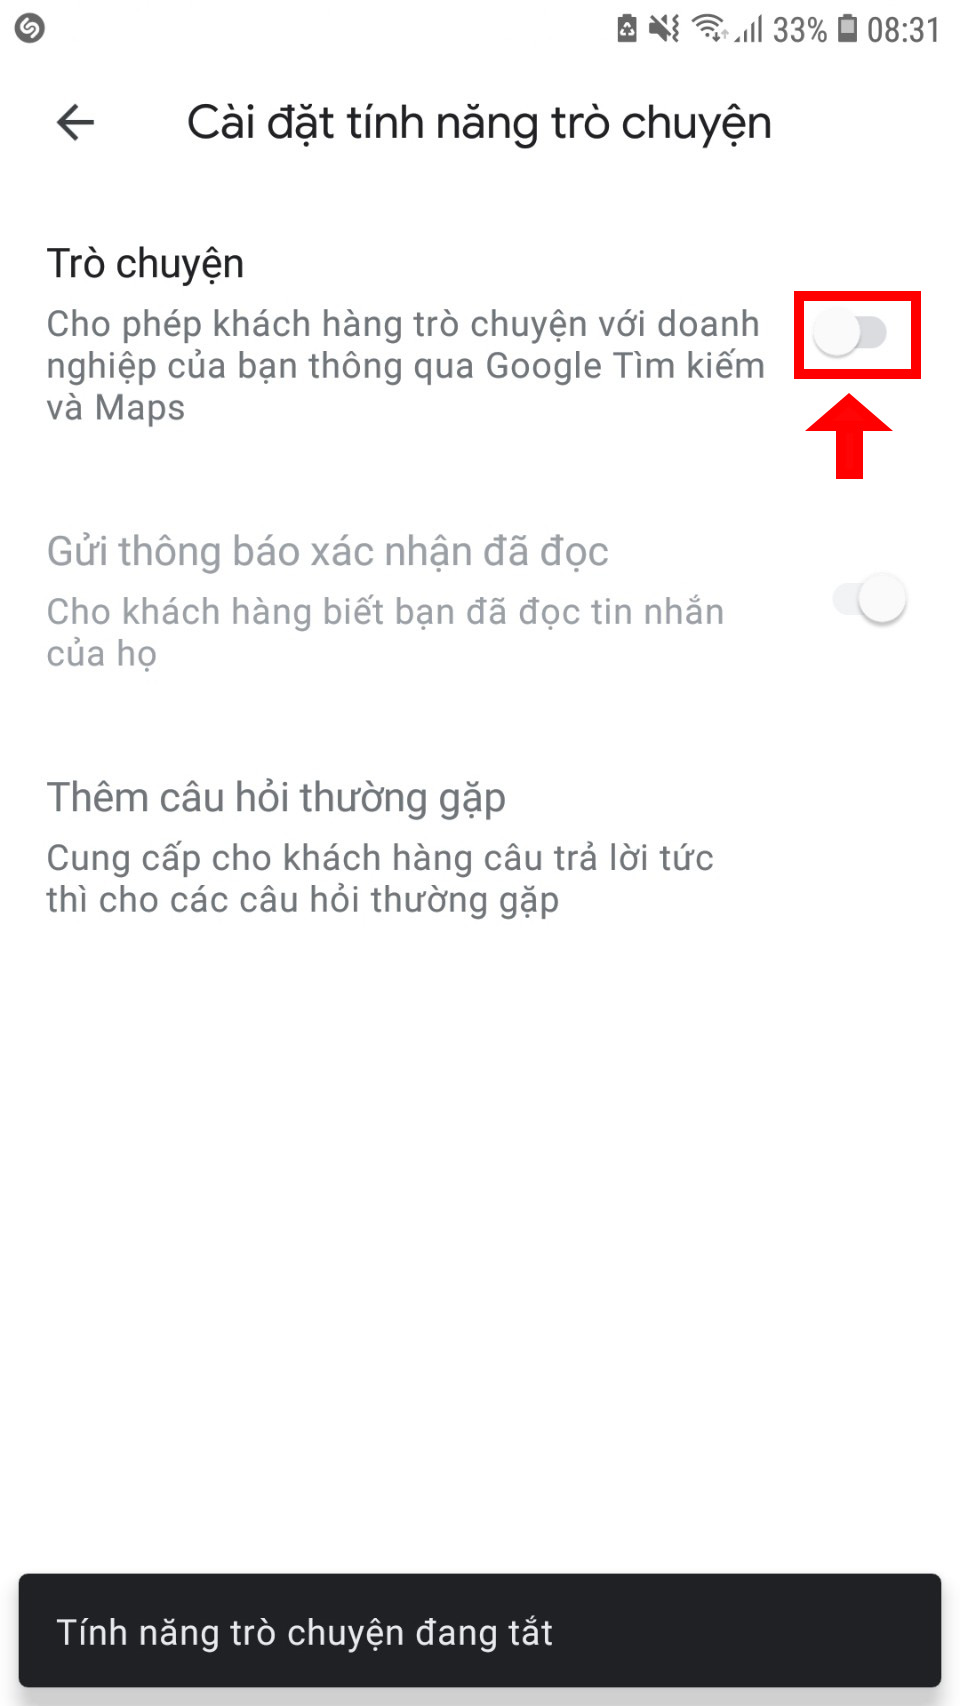 33% 08:31
Cài đặt tính năng trò chuyện
Trò chuyện
Cho phép khách hàng trò chuyện với doanh
nghiệp của bạn thông qua Google Tìm kiếm
và Maps
Gửi thông báo xác nhận đã đọc
Cho khách hàng biết bạn đã đọc tin nhắn
của họ
Thêm câu hỏi thường gặp
Cung cấp cho khách hàng câu trả lời tức
thì cho các câu hỏi thường gặp
Tính năng trò chuyện đang tắt